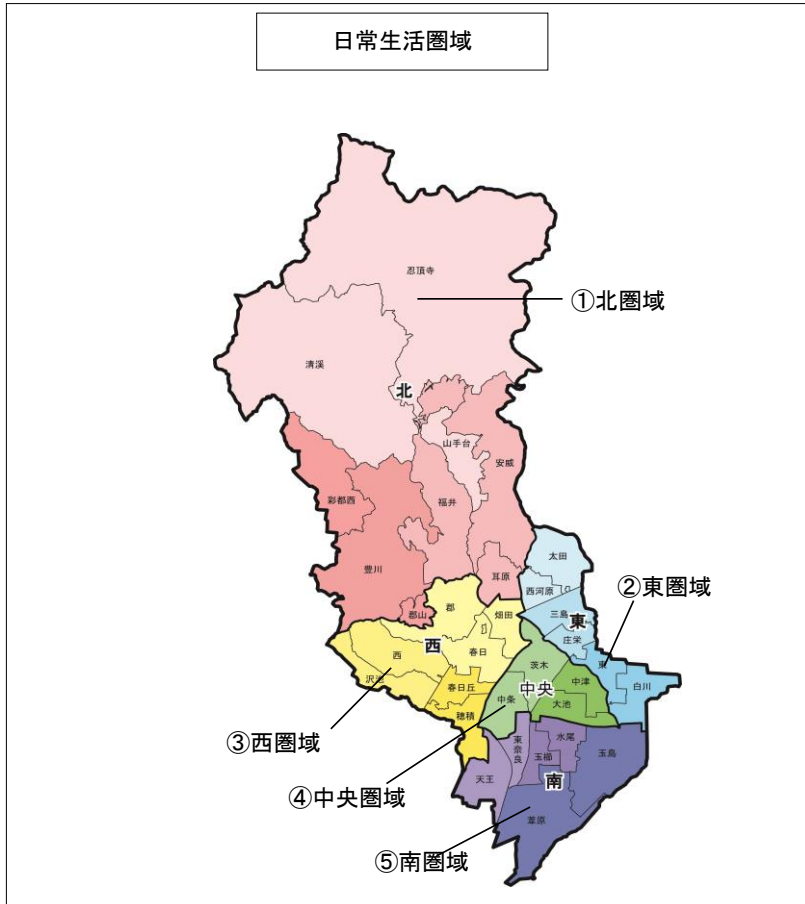 日常生活圏域
忍頂寺
①北圏域
清溪
北
山手台
安威
彩都西
福井
太田
豊川
耳原
西河原
②東圏域
郡山
郡
畑田
三島
東
庄栄
西
西
春日
茨木
東
白川
沢池
春日丘
中央
中津
中条
大池
穂積
③西圏域
東奈良
水尾
玉島
玉櫛
④中央圏域
天王
南
葦原
⑤南圏域